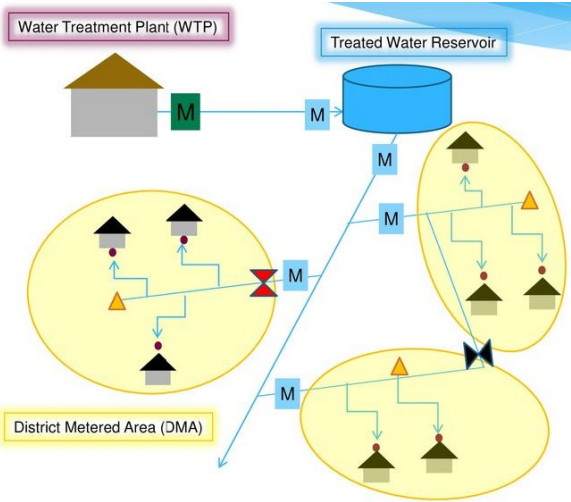 Water Treatment Plant (WTP)
Treated Water Reservoir
M
M
M
M
M
M
District Metered Area (DMA)